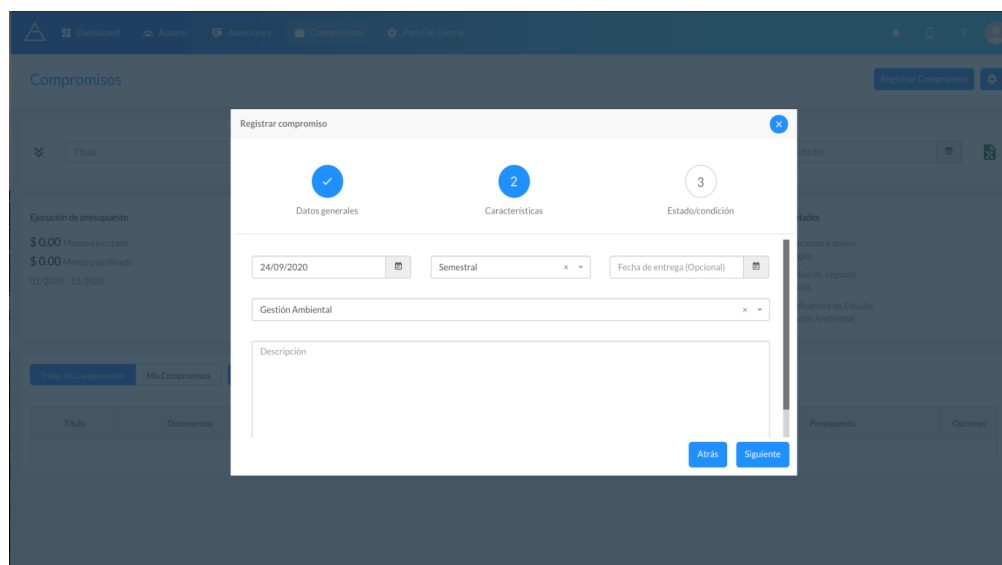 Dashboard Actores Atenciones Compromisos Panel de control ?
Compromisos Registrar Compromiso
Registrar compromiso
Título fin
2 3
Datos generales Características Estado/condición
Ejecución de presupuesto
$ 0.00 Monto ejecutado
$ 0.00 Monto planificado
01/2020 - 12/2020
24/09/2020 Semestral × Fecha de entrega (Opcional)
Gestión Ambiental ×
Descripción
de Estudio
Ambiental
Todos los Compromisos Mis Compromisos
Título Documentos Presupuesto Opciones
Atrás Siguiente